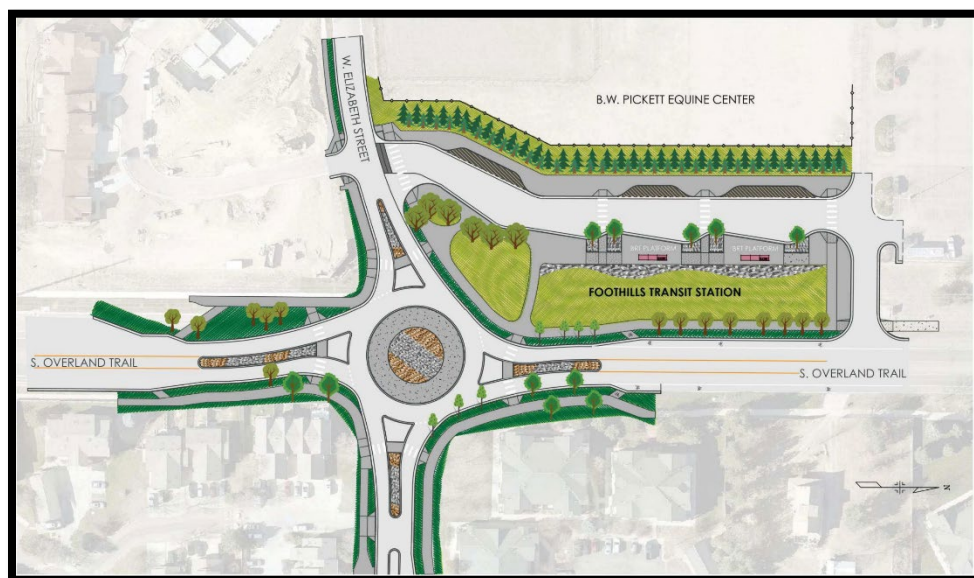 W. ELIZABETH STREET
B.W. PICKETT EQUINE CENTER
BRT PLATFORM
BRT PLATFORM
FOOTHILLS TRANSIT STATION
S. OVERLAND TRAIL
S. OVERLAND TRAIL
N